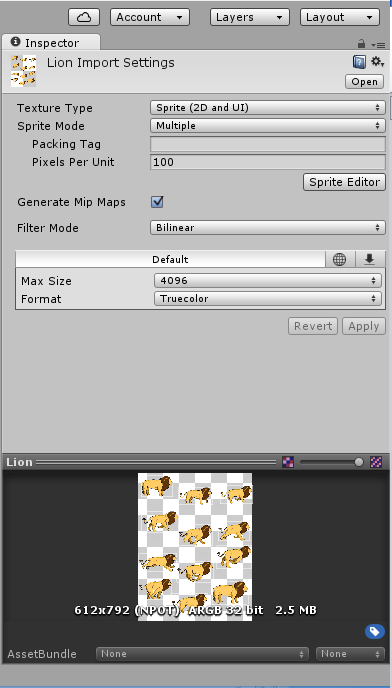 Account Layers Layout
Inspector
Lion Import Settings
Open
Texture Type Sprite (2D and UI)
Sprite Mode Multiple
Packing Tag
Pixels Per Unit 100
Sprite Editor
Generate Mip Maps
Filter Mode Bilinear
Default
Max Size 4096
Format Truecolor
Revert Apply
Lion
612x792 (NPOT) ARGB 32 bit 2.5 MB
AssetBundle None None